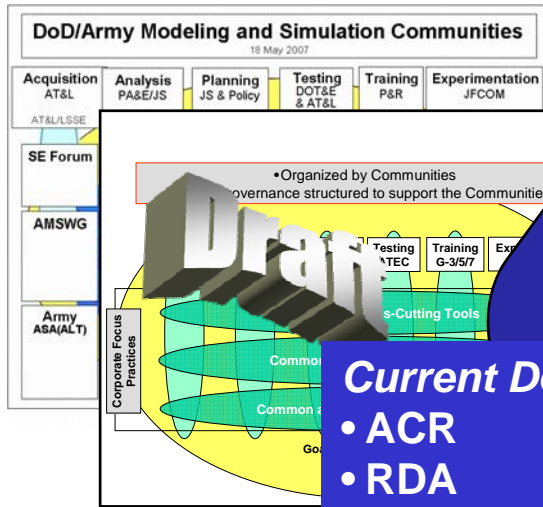 DoD/Army Modeling and Simulation Communities
18 May 2007
Acquisition
AT&L
AT&L/LSSE
Analysis
PA&E/JS
Planning
JS & Policy
Testing
DOT&E
& AT&L
Training
P&R
Experimentation
JFCOM
SE Forum
AMSWG
Army
ASA(ALT)
•Organized by Communities
structured to support the
Draft
Testing
ATEC
Training
G-3/5/7
Corporate Focus
Practices
-Cutting Tools
Common
Common
Current
• ACR
• RDA